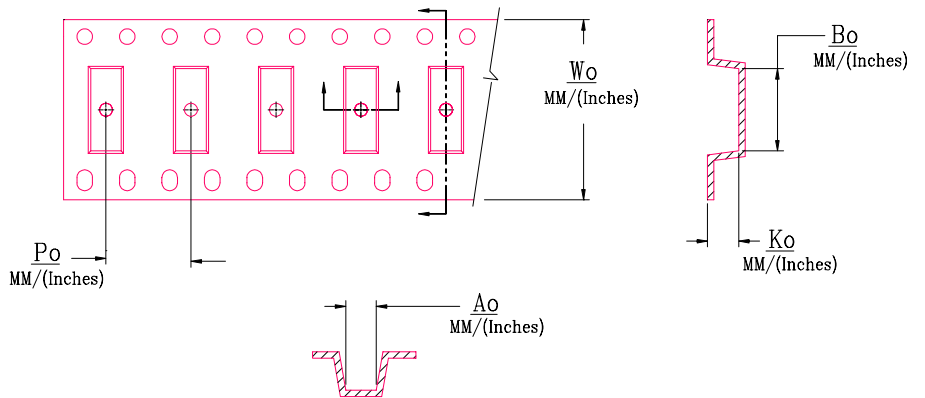 Wo
MM/(Inches)
Bo
MM/(Inches)
Po
MM/(Inches)
Ko
MM/(Inches)
Ao
MM/(Inches)